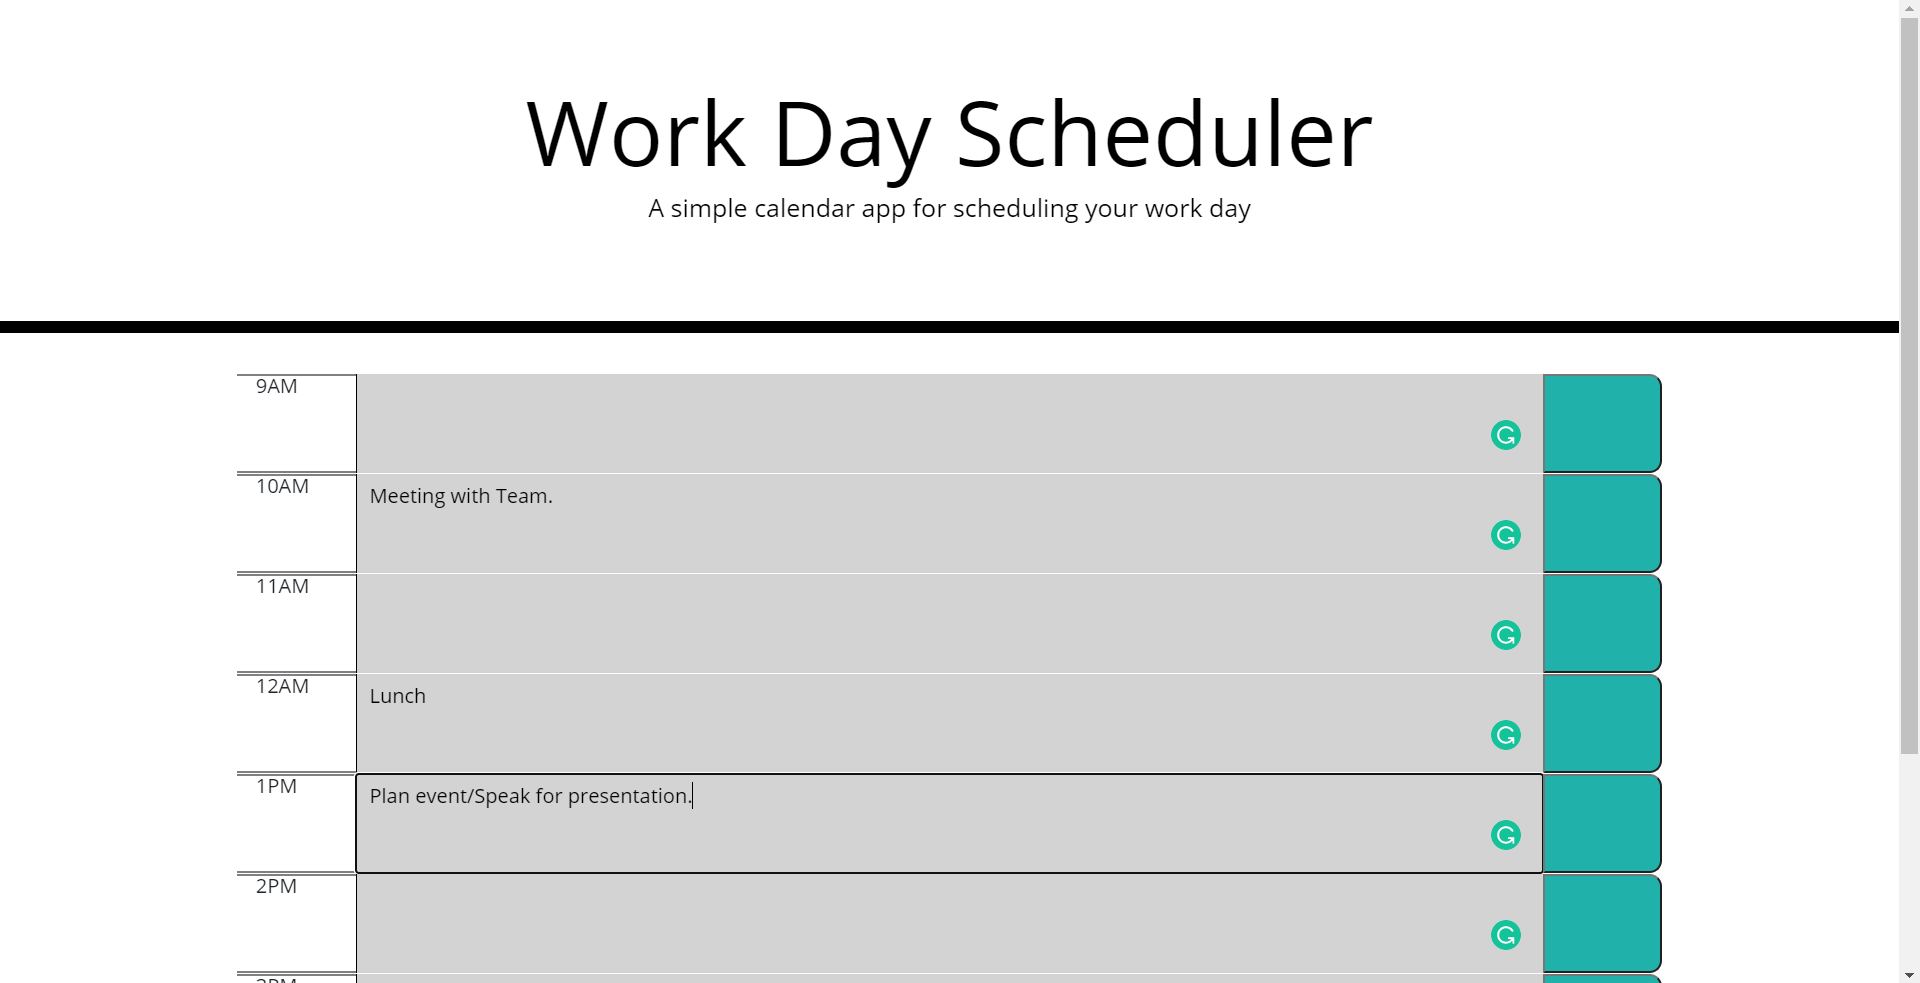 Work Day Scheduler
A simple calendar app for scheduling your work day
9AM
10AM
Meeting with Team.
11AM
12AM
Lunch
1PM
Plan event/Speak for presentation.
2PM